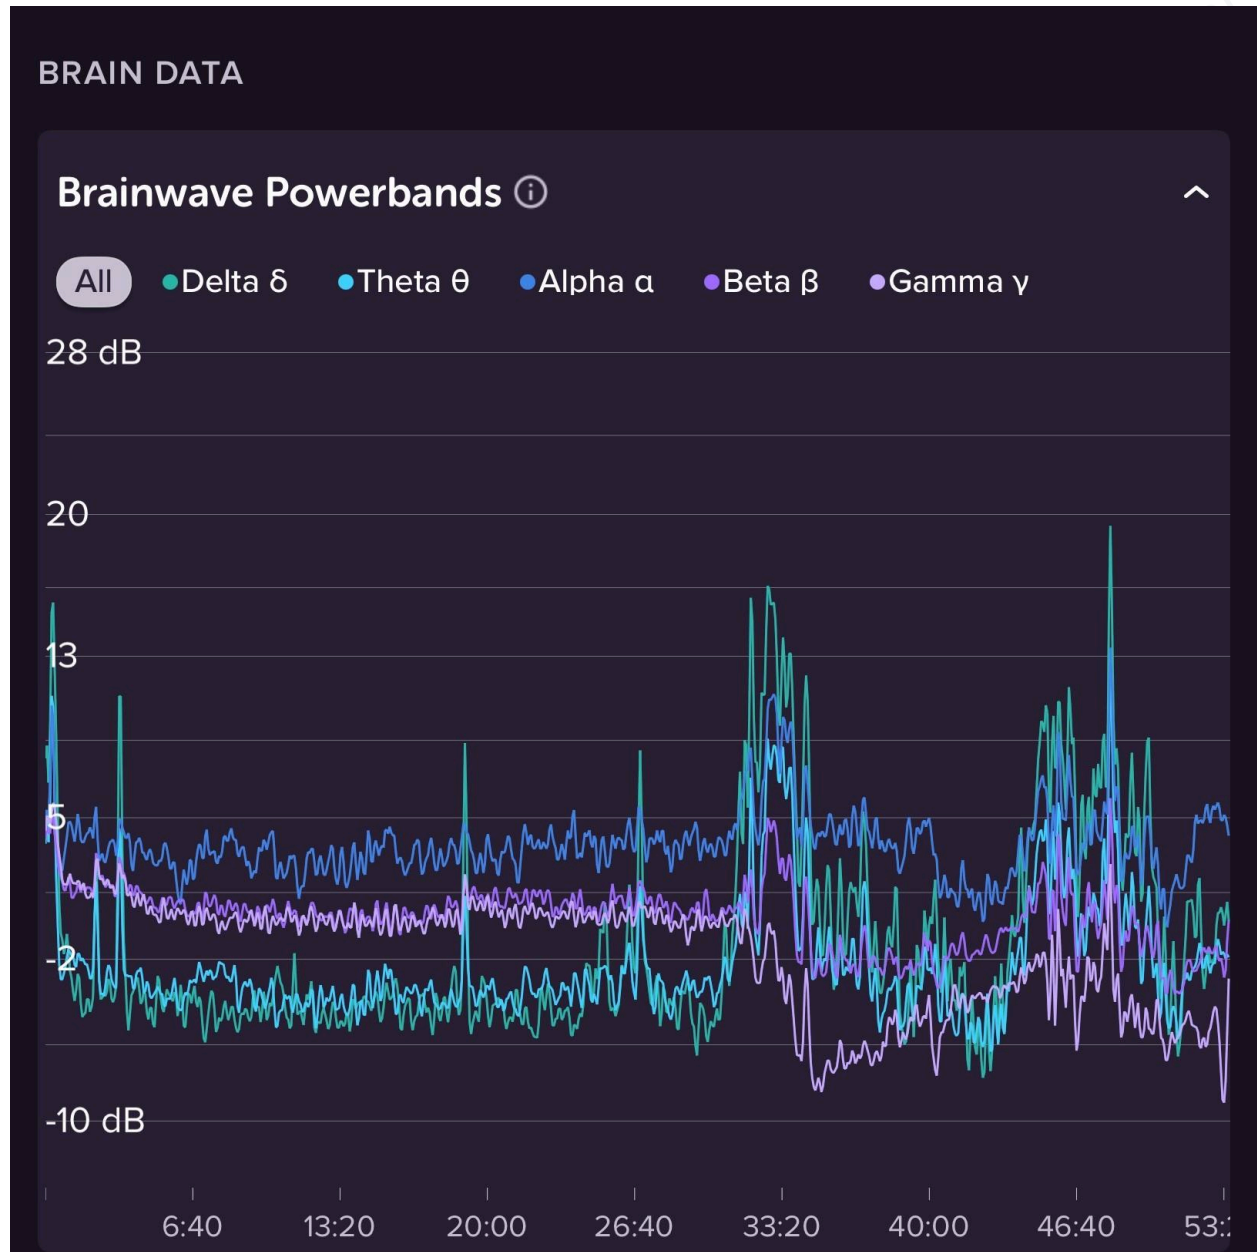 BRAIN DATA
Brainwave Powerbands
All Delta δ Theta θ Alpha α Beta β Gamma γ
28 dB
20
13
5
-2
-10 dB
6:40 13:20 20:00 26:40 33:20 40:00 46:40